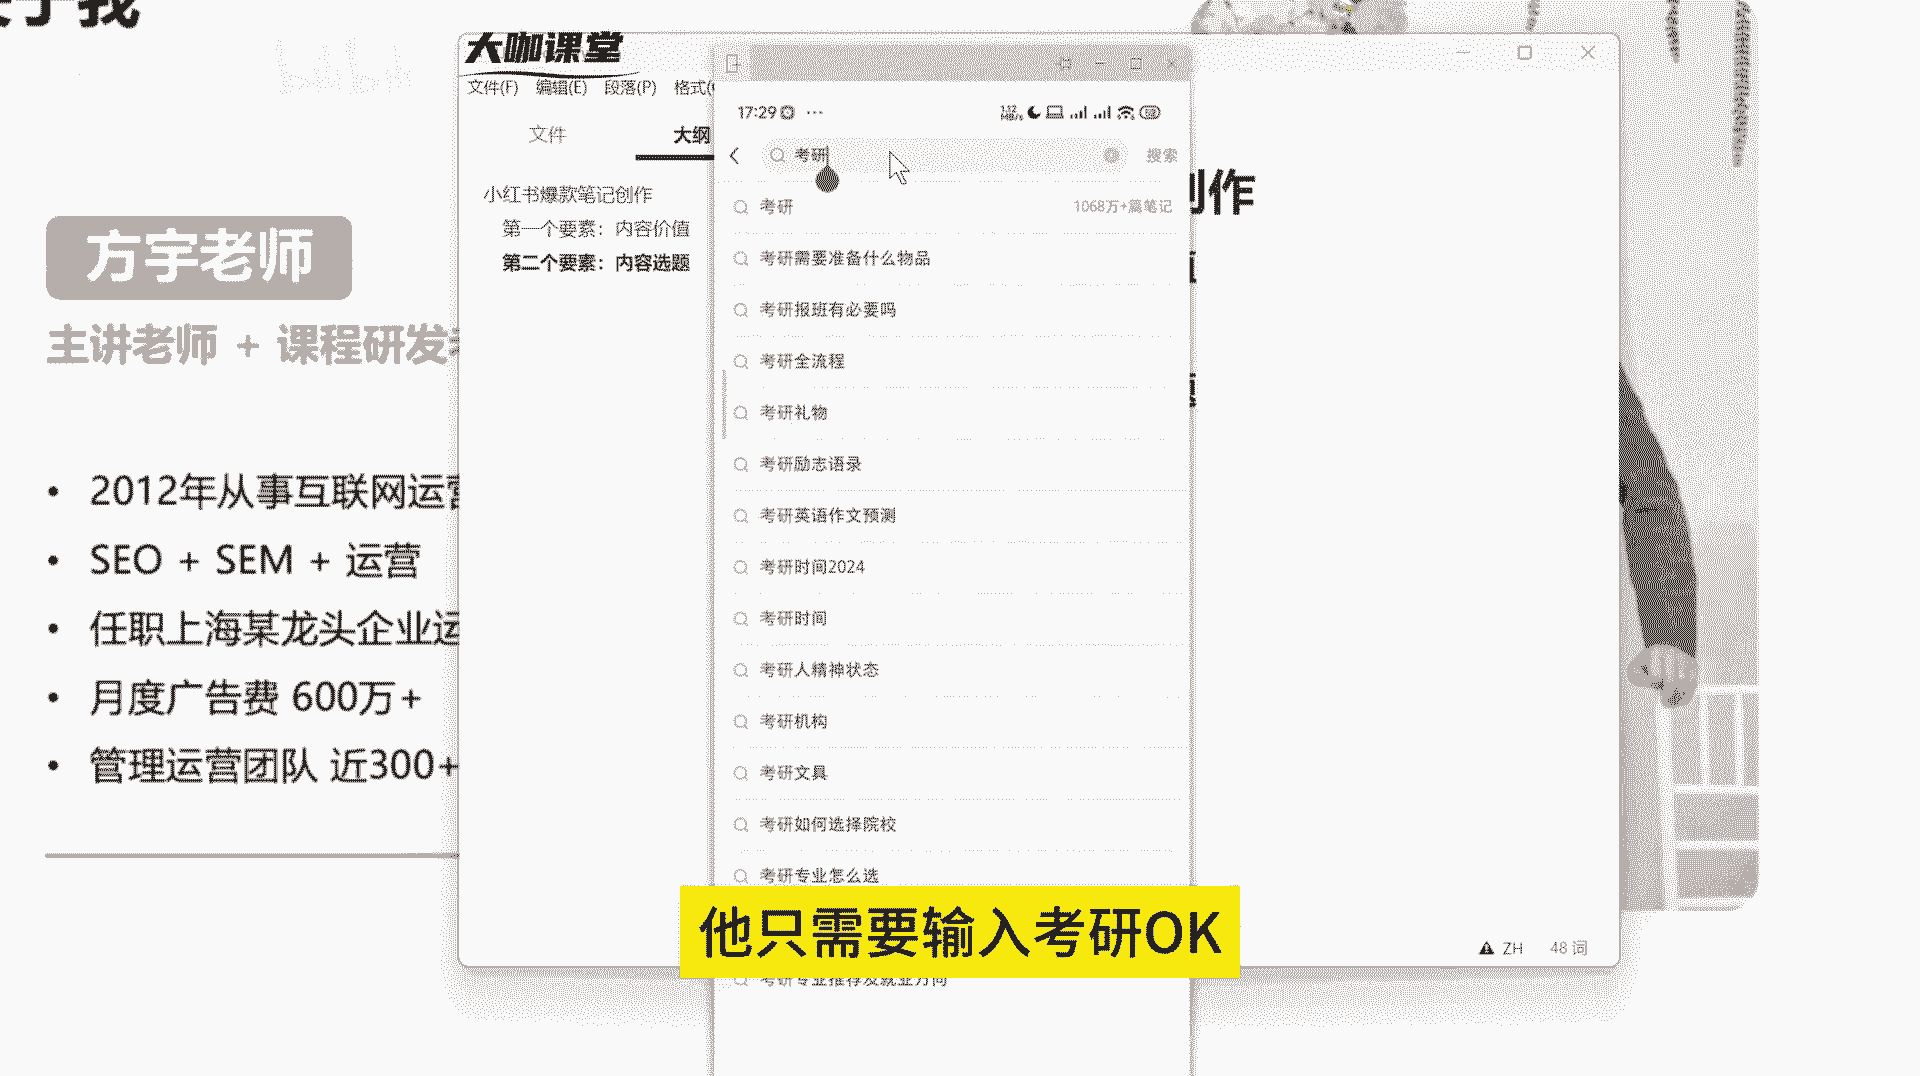 关于我
方宇老师
主讲老师 + 课程研发
2012年从事互联网运营
SEO + SEM + 运营
任职上海某龙头企业运
月度广告费 600万+
管理运营团队 近300+
大咖课堂
文件(F) 编辑(E) 段落(P) 格式(
文件 大纲
小红书爆款笔记创作
第一个要素：内容价值
第二个要素：内容选题
17:29
考研 搜索
考研 1068万+篇笔记
考研需要准备什么物品
考研报班有必要吗
考研全流程
考研礼物
考研励志语录
考研英语作文预测
考研时间2024
考研时间
考研人精神状态
考研机构
考研文具
考研如何选择院校
考研专业怎么选
考研专业推荐及就业方向
创作
ZH 48 词
他只需要输入考研OK